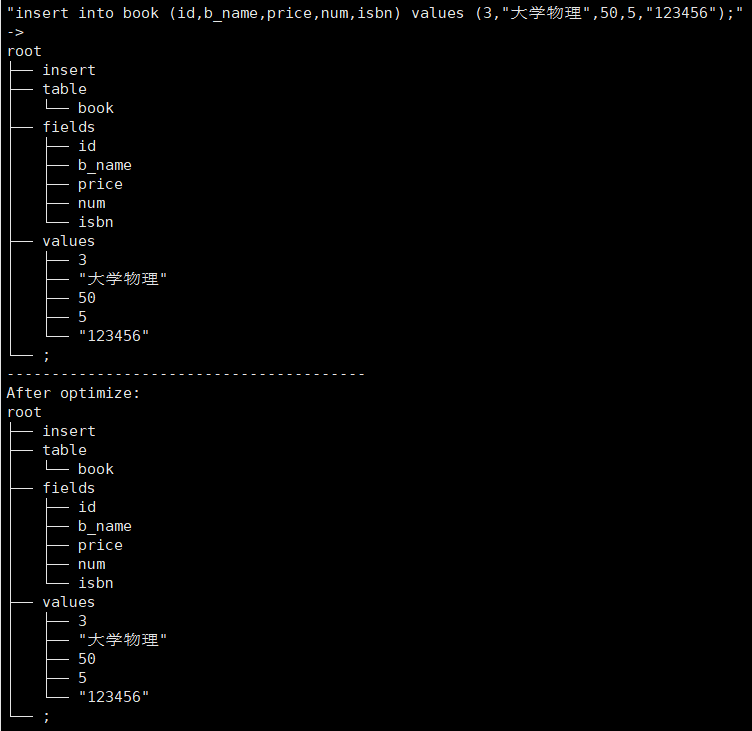 "insert into book (id,b_name,price,num,isbn) values (3,"大学物理",50,5,"123456");"
->
root
├── insert
├── table
│   └── book
├── fields
│   ├── id
│   ├── b_name
│   ├── price
│   ├── num
│   └── isbn
├── values
│   ├── 3
│   ├── "大学物理"
│   ├── 50
│   ├── 5
│   └── "123456"
└── ;
----------------------------------------
After optimize:
root
├── insert
├── table
│   └── book
├── fields
│   ├── id
│   ├── b_name
│   ├── price
│   ├── num
│   └── isbn
├── values
│   ├── 3
│   ├── "大学物理"
│   ├── 50
│   ├── 5
│   └── "123456"
└── ;